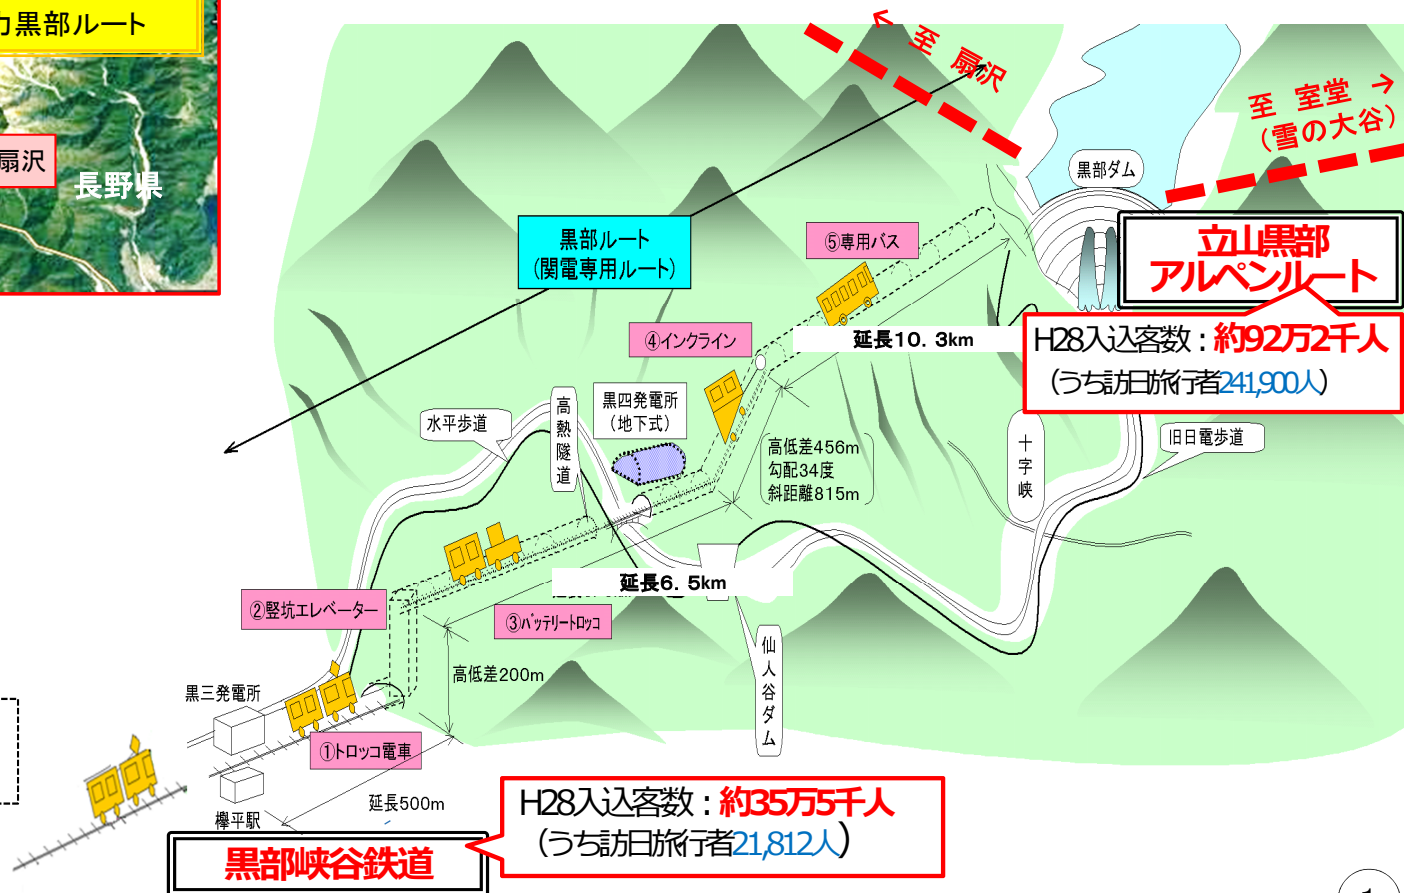 黒部ルート
扇沢
長野県
← 至 扇沢
至 室堂 →
(雪の大谷)
黒部ダム
立山黒部
アルペンルート
H28入込客数：約92万2千人
(うち訪日旅行者241,900人)
黒部ルート
(関電専用ルート)
⑤専用バス
④インクライン
延長10. 3km
黒四発電所
(地下式)
高熱隧道
水平歩道
高低差456m
勾配34度
斜距離815m
十字峡
旧日電歩道
延長6. 5km
②竪坑エレベーター
③バッテリートロッコ
仙人谷ダム
高低差200m
黒三発電所
①トロッコ電車
延長500m
欅平駅
黒部峡谷鉄道
H28入込客数：約35万5千人
(うち訪日旅行者21,812人)